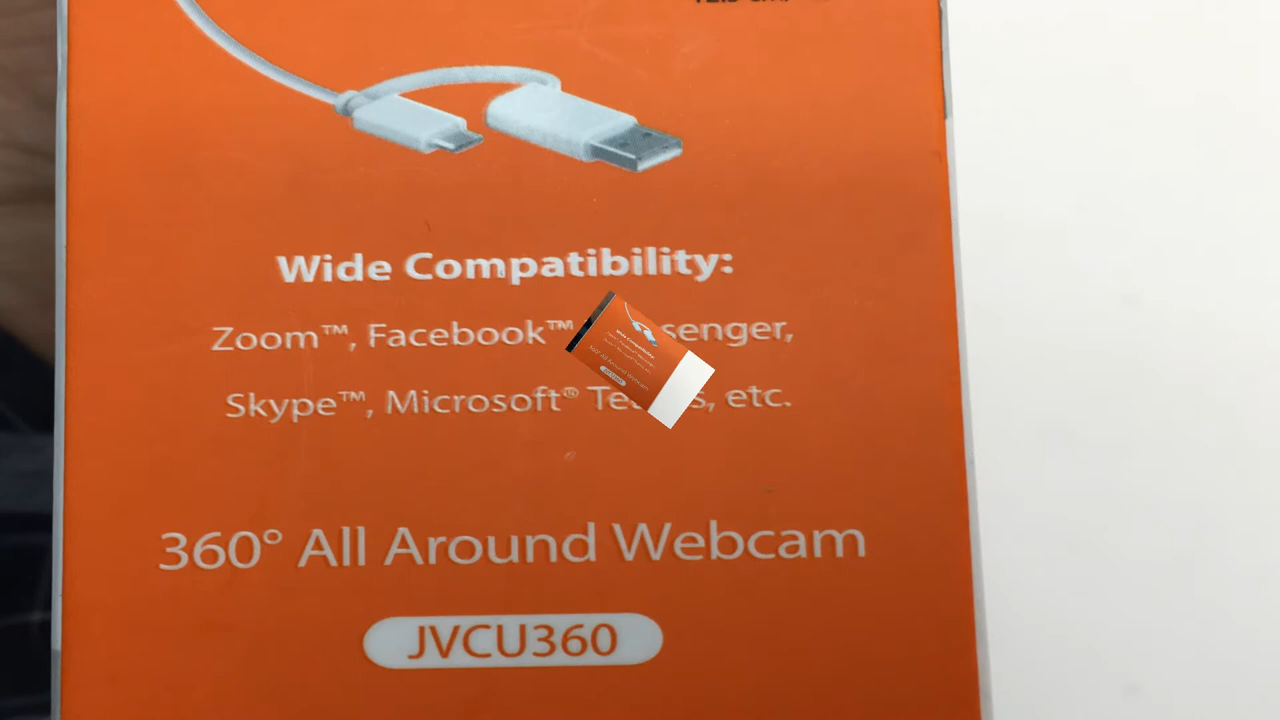 Wide Compatibility:
Zoom™, Facebook™ senger,
Skype™, Microsoft® Te s, etc.
360° All Around Webcam
JVCU360